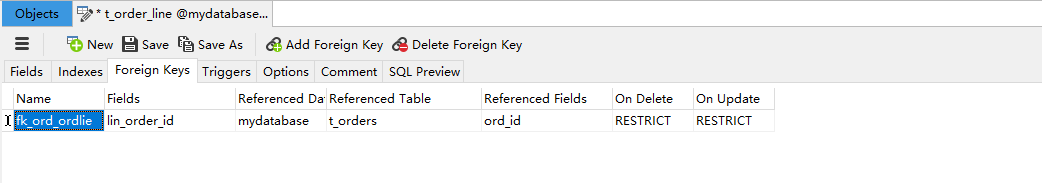 Objects * t_order_line @mydatabase...
New Save Save As Add Foreign Key Delete Foreign Key
Fields Indexes Foreign Keys Triggers Options Comment SQL Preview
Name Fields Referenced Da Referenced Table Referenced Fields On Delete On Update
fk_ord_ordlie lin_order_id mydatabase t_orders ord_id RESTRICT RESTRICT